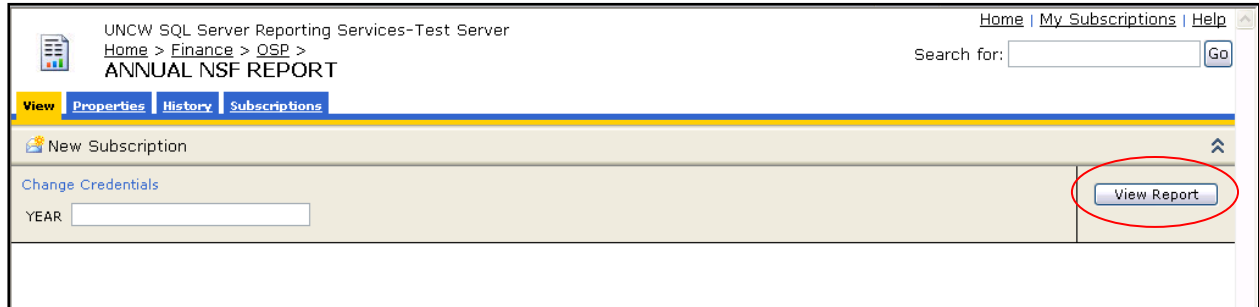 UNCW SQL Server Reporting Services-Test Server
Home | My Subscriptions | Help
Home > Finance > OSP >
Search for: Go
ANNUAL NSF REPORT
View Properties History Subscriptions
New Subscription
Change Credentials
View Report
YEAR